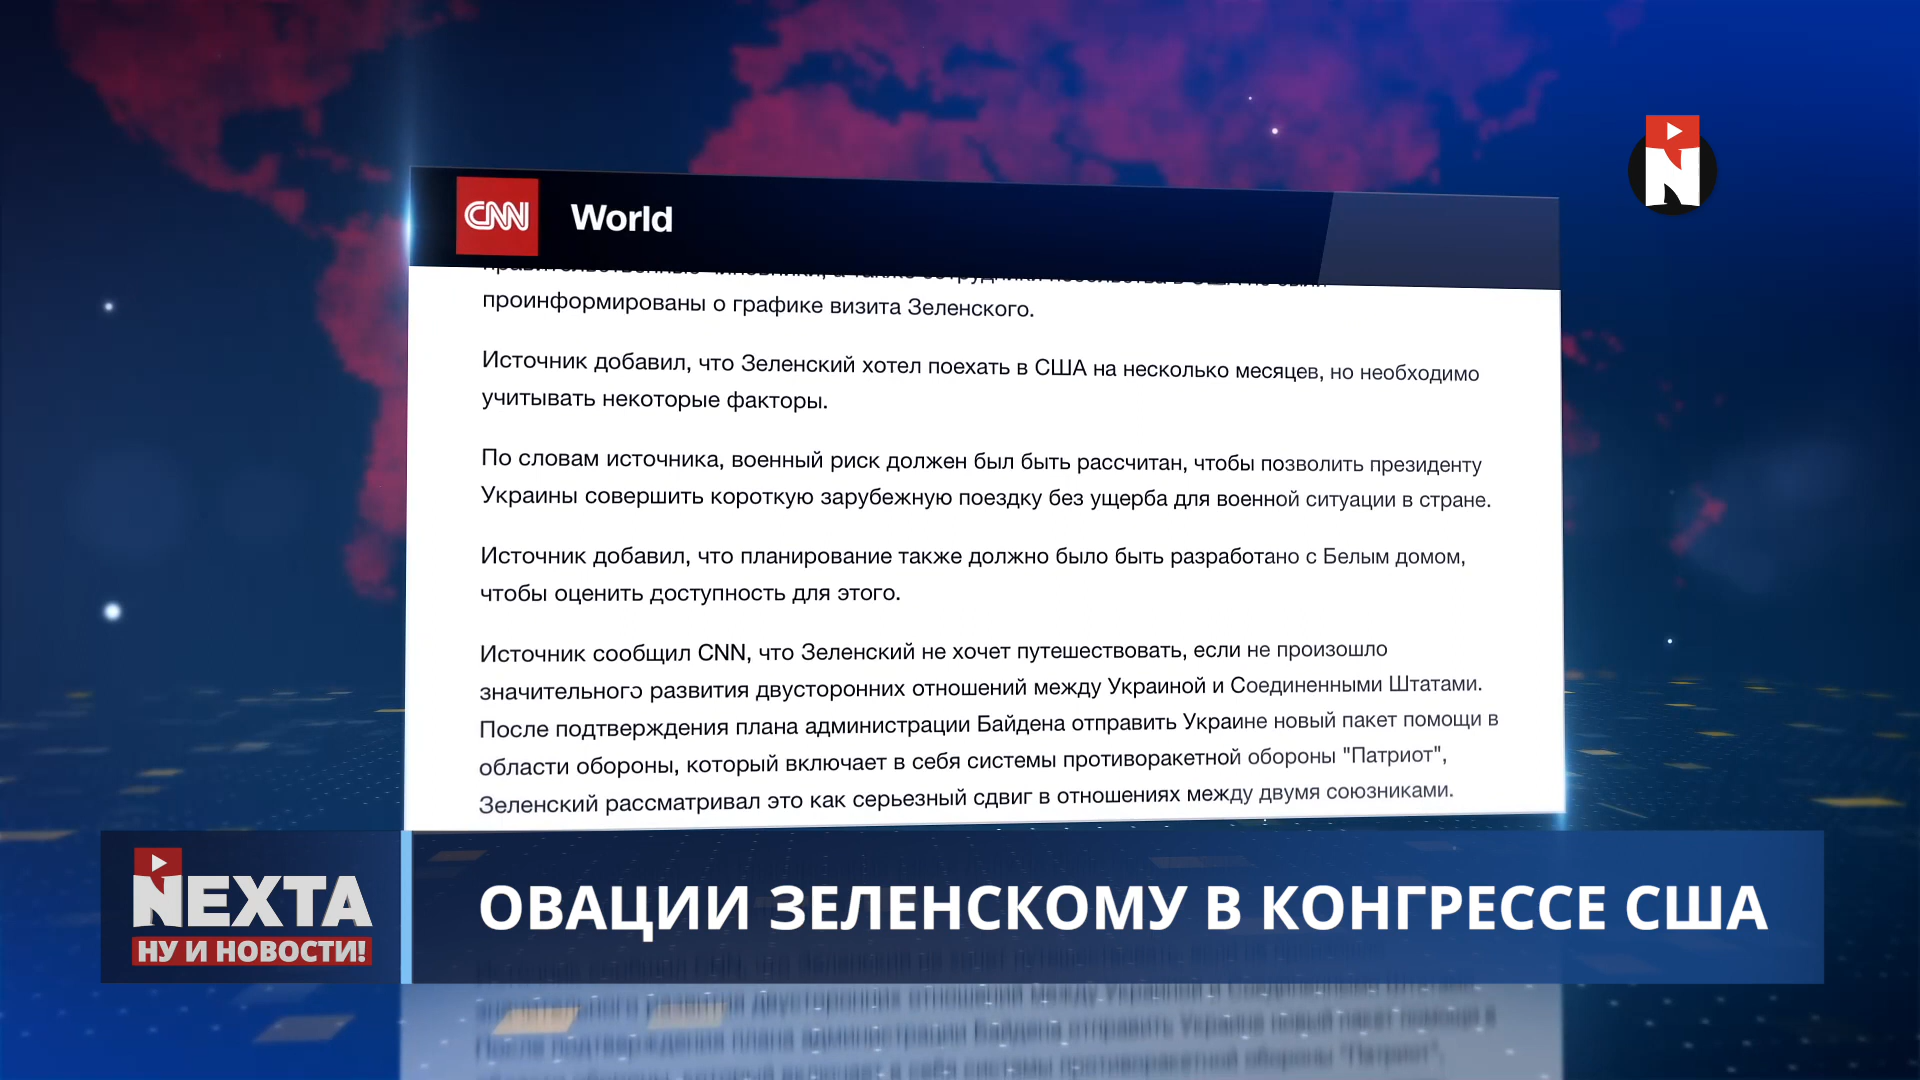 CNN World
проинформированы о графике визита Зеленского.
Источник добавил, что Зеленский хотел поехать в США на несколько месяцев, но необходимо
учитывать некоторые факторы.
По словам источника, военный риск должен был быть рассчитан, чтобы позволить президенту
Украины совершить короткую зарубежную поездку без ущерба для военной ситуации в стране.
Источник добавил, что планирование также должно было быть разработано с Белым домом,
чтобы оценить доступность для этого.
Источник сообщил CNN, что Зеленский не хочет путешествовать, если не произошло
значительного развития двусторонних отношений между Украиной и Соединенными Штатами.
После подтверждения плана администрации Байдена отправить Украине новый пакет помощи в
области обороны, который включает в себя системы противоракетной обороны "Патриот",
Зеленский рассматривал это как серьезный сдвиг в отношениях между двумя союзниками.
N
NEXTA
НУ И НОВОСТИ!
ОВАЦИИ ЗЕЛЕНСКОМУ В КОНГРЕССЕ США